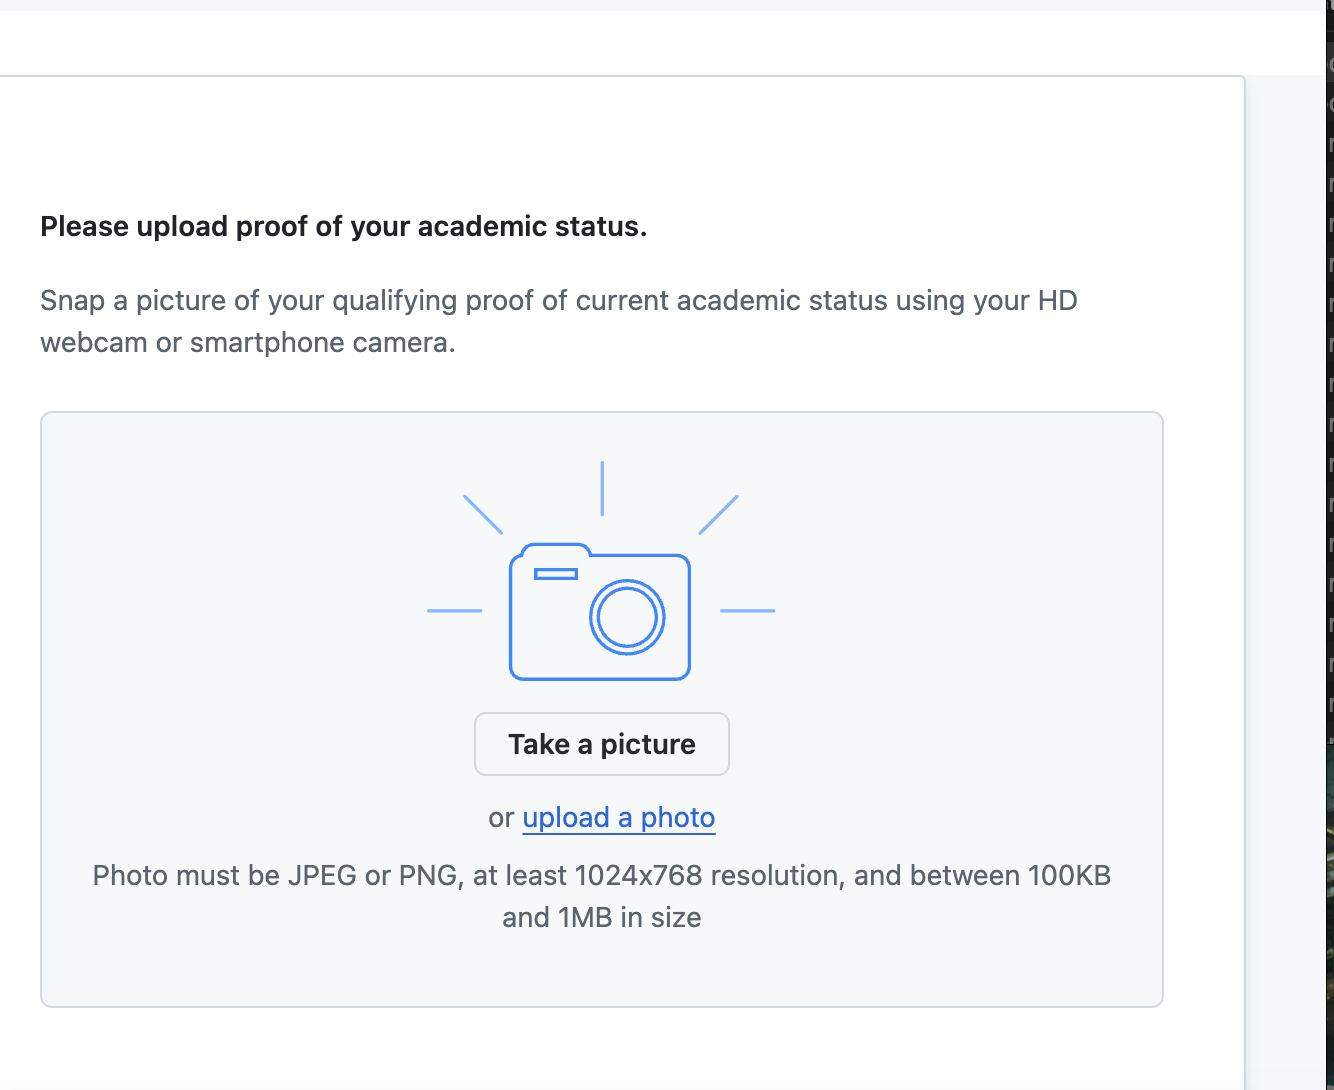 Please upload proof of your academic status.
Snap a picture of your qualifying proof of current academic status using your HD
webcam or smartphone camera.
Take a picture
or upload a photo
Photo must be JPEG or PNG, at least 1024x768 resolution, and between 100KB
and 1MB in size